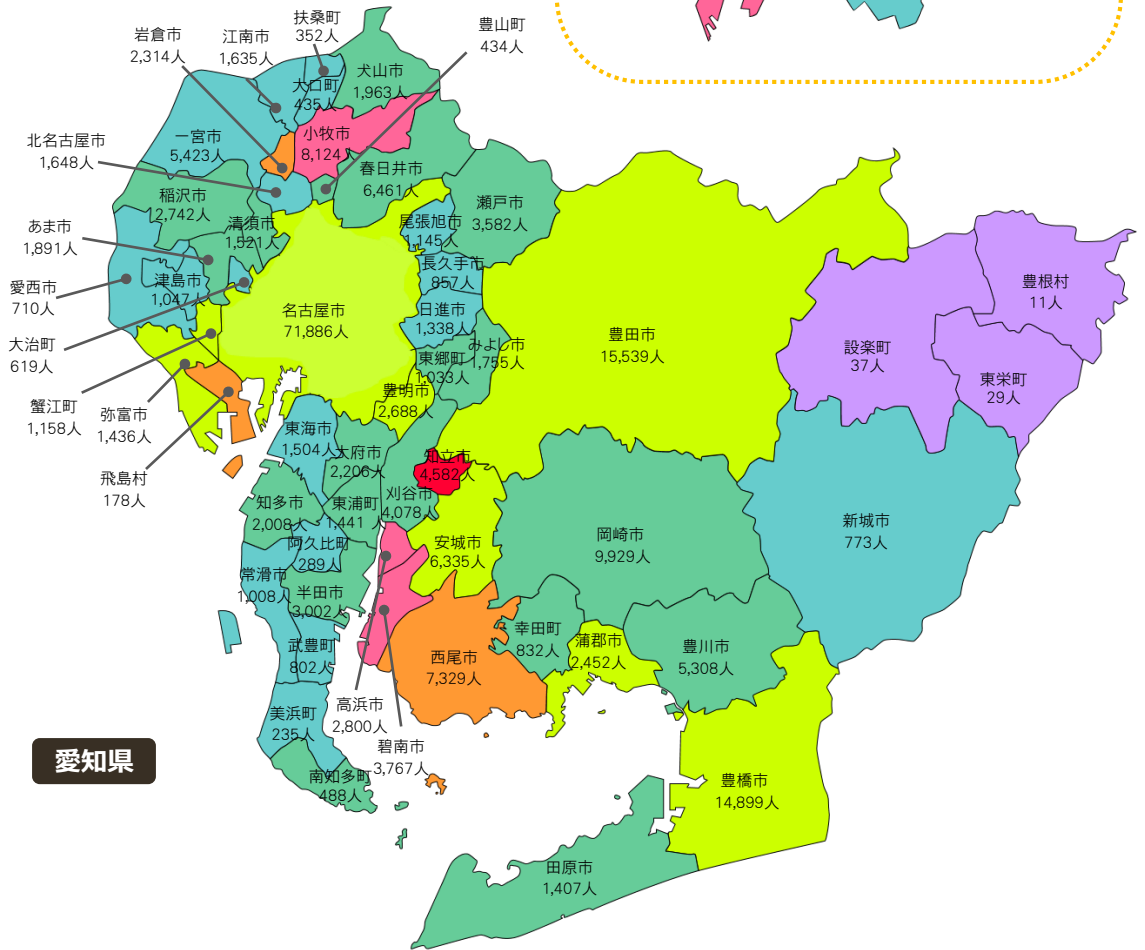 扶桑町
352人
岩倉市
2,314人
江南市
1,635人
豊山町
434人
大口町
435人
犬山市
1,963人
北名古屋市
1,648人
一宮市
5,423人
小牧市
8,124人
春日井市
6,461人
稲沢市
2,742人
瀬戸市
3,582人
あま市
1,891人
清須市
1,521人
尾張旭市
1,145人
愛西市
710人
津島市
1,047人
長久手市
857人
名古屋市
71,886人
日進市
1,338人
豊根村
11人
大治町
619人
東郷町
1,033人
みよし市
1,755人
豊田市
15,539人
設楽町
37人
東栄町
29人
蟹江町
1,158人
弥富市
1,436人
豊明市
2,688人
飛島村
178人
東海市
1,504人
大府市
2,206人
知立市
4,582人
知多市
2,008人
東浦町
1,441人
刈谷市
4,078人
安城市
6,335人
岡崎市
9,929人
新城市
773人
阿久比町
289人
常滑市
1,008人
半田市
3,002人
武豊町
802人
西尾市
7,329人
幸田町
832人
蒲郡市
2,452人
豊川市
5,308人
美浜町
235人
高浜市
2,800人
碧南市
3,767人
愛知県
南知多町
488人
豊橋市
14,899人
田原市
1,407人